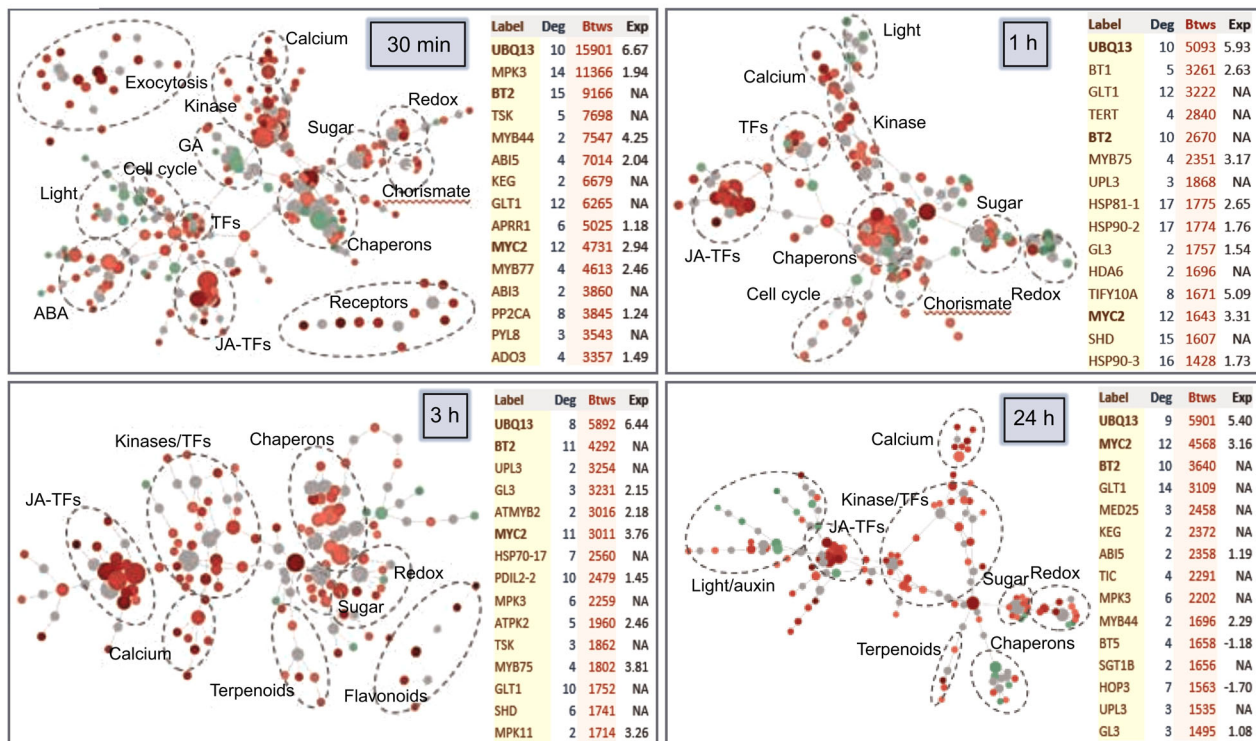 30 min
Calcium
Exocytosis
Kinase
Redox
Sugar
GA
Cell cycle
Light
Chorismate
TFs
Chaperons
ABA
Receptors
JA-TFs
Label Deg Btws Exp
UBQ13 10 15901 6.67
MPK3 14 11366 1.94
BT2 15 9166 NA
TSK 5 7698 NA
MYB44 2 7547 4.25
ABI5 4 7014 2.04
KEG 2 6679 NA
GLT1 12 6265 NA
APRR1 6 5025 1.18
MYC2 12 4731 2.94
MYB77 4 4613 2.46
ABI3 2 3860 NA
PP2CA 8 3845 1.24
PYL8 3 3543 NA
ADO3 4 3357 1.49
1 h
Light
Calcium
Kinase
TFs
Sugar
JA-TFs
Chaperons
Cell cycle
Redox
Chorismate
Label Deg Btws Exp
UBQ13 10 5093 5.93
BT1 5 3261 2.63
GLT1 12 3222 NA
TERT 4 2840 NA
BT2 10 2670 NA
MYB75 4 2351 3.17
UPL3 3 1868 NA
HSP81-1 17 1775 2.65
HSP90-2 17 1774 1.76
GL3 2 1757 1.54
HDA6 2 1696 NA
TIFY10A 8 1671 5.09
MYC2 12 1643 3.31
SHD 15 1607 NA
HSP90-3 16 1428 1.73
3 h
Kinases/TFs
Chaperons
JA-TFs
Redox
Sugar
Calcium
Terpenoids
Flavonoids
Label Deg Btws Exp
UBQ13 8 5892 6.44
BT2 11 4292 NA
UPL3 2 3254 NA
GL3 3 3231 2.15
ATMYB2 2 3016 2.18
MYC2 11 3011 3.76
HSP70-17 7 2560 NA
PDIL2-2 10 2479 1.45
MPK3 6 2259 NA
ATPK2 5 1960 2.46
TSK 3 1862 NA
MYB75 4 1802 3.81
GLT1 10 1752 NA
SHD 6 1741 NA
MPK11 2 1714 3.26
24 h
Calcium
Kinase/TFs
JA-TFs
Light/auxin
Sugar
Redox
Terpenoids
Chaperons
Label Deg Btws Exp
UBQ13 9 5901 5.40
MYC2 12 4568 3.16
BT2 10 3640 NA
GLT1 14 3109 NA
MED25 3 2458 NA
KEG 2 2372 NA
ABI5 2 2358 1.19
TIC 4 2291 NA
MPK3 6 2202 NA
MYB44 2 1696 2.29
BT5 4 1658 -1.18
SGT1B 2 1656 NA
HOP3 7 1563 -1.70
UPL3 3 1535 NA
GL3 3 1495 1.08